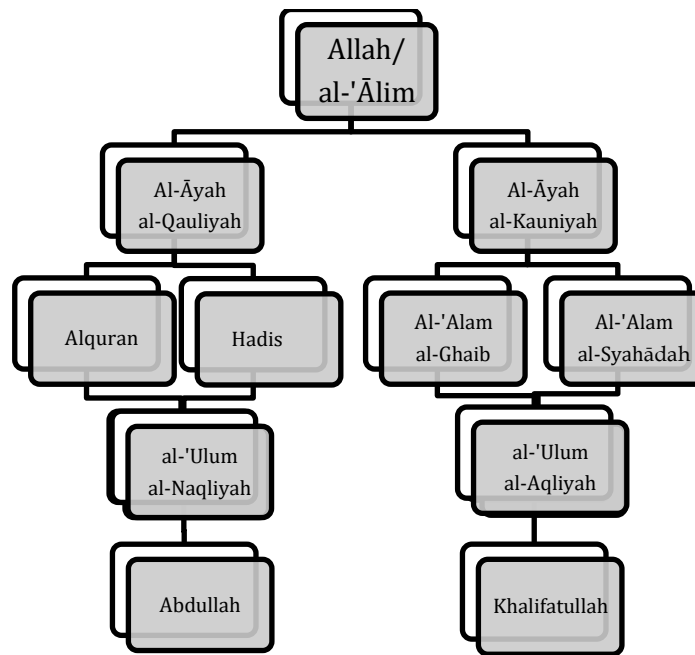 Allah/
al-'Ālim
Al-Āyah
al-Qauliyah
Al-Āyah
al-Kauniyah
Alquran
Hadis
Al-'Alam
al-Ghaib
Al-'Alam
al-Syahādah
al-'Ulum
al-Naqliyah
al-'Ulum
al-Aqliyah
Abdullah
Khalifatullah